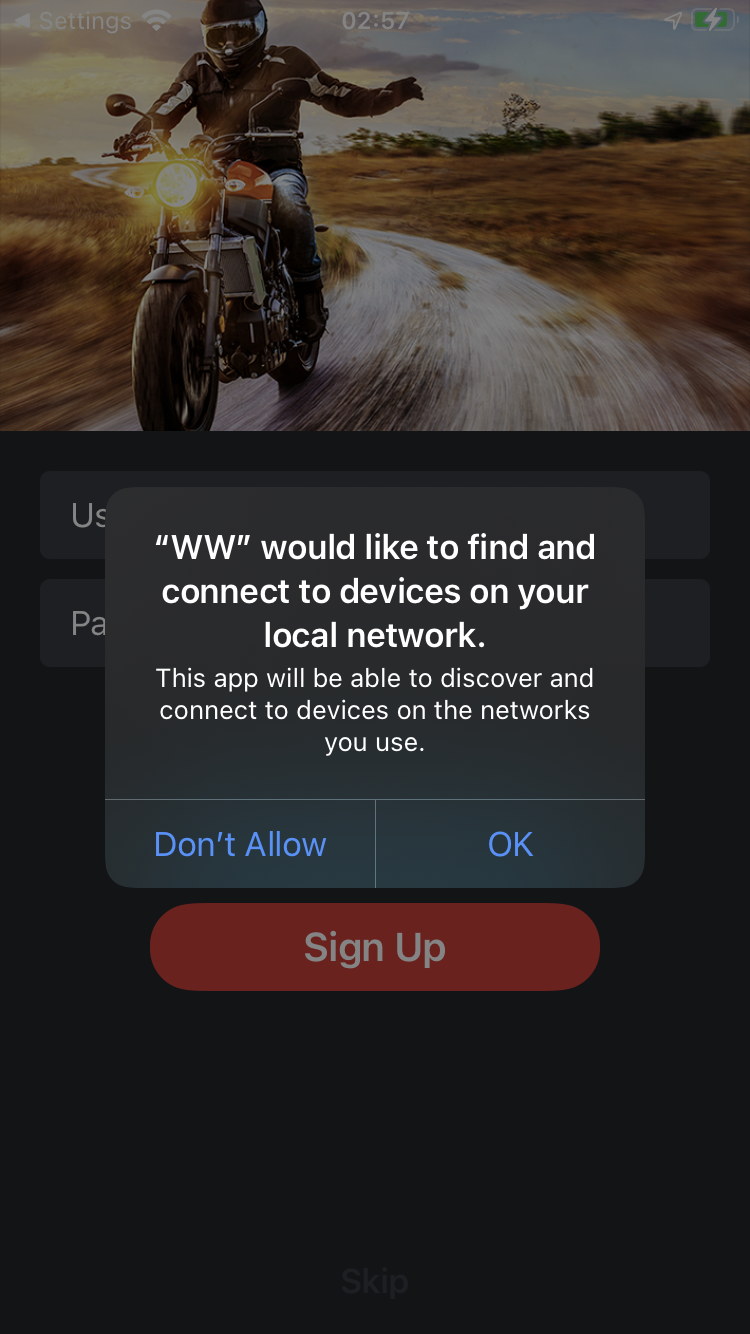 Settings 02:57
Us
Pa
“WW” would like to find and
connect to devices on your
local network.
This app will be able to discover and
connect to devices on the networks
you use.
Don’t Allow OK
Sign Up
Skip